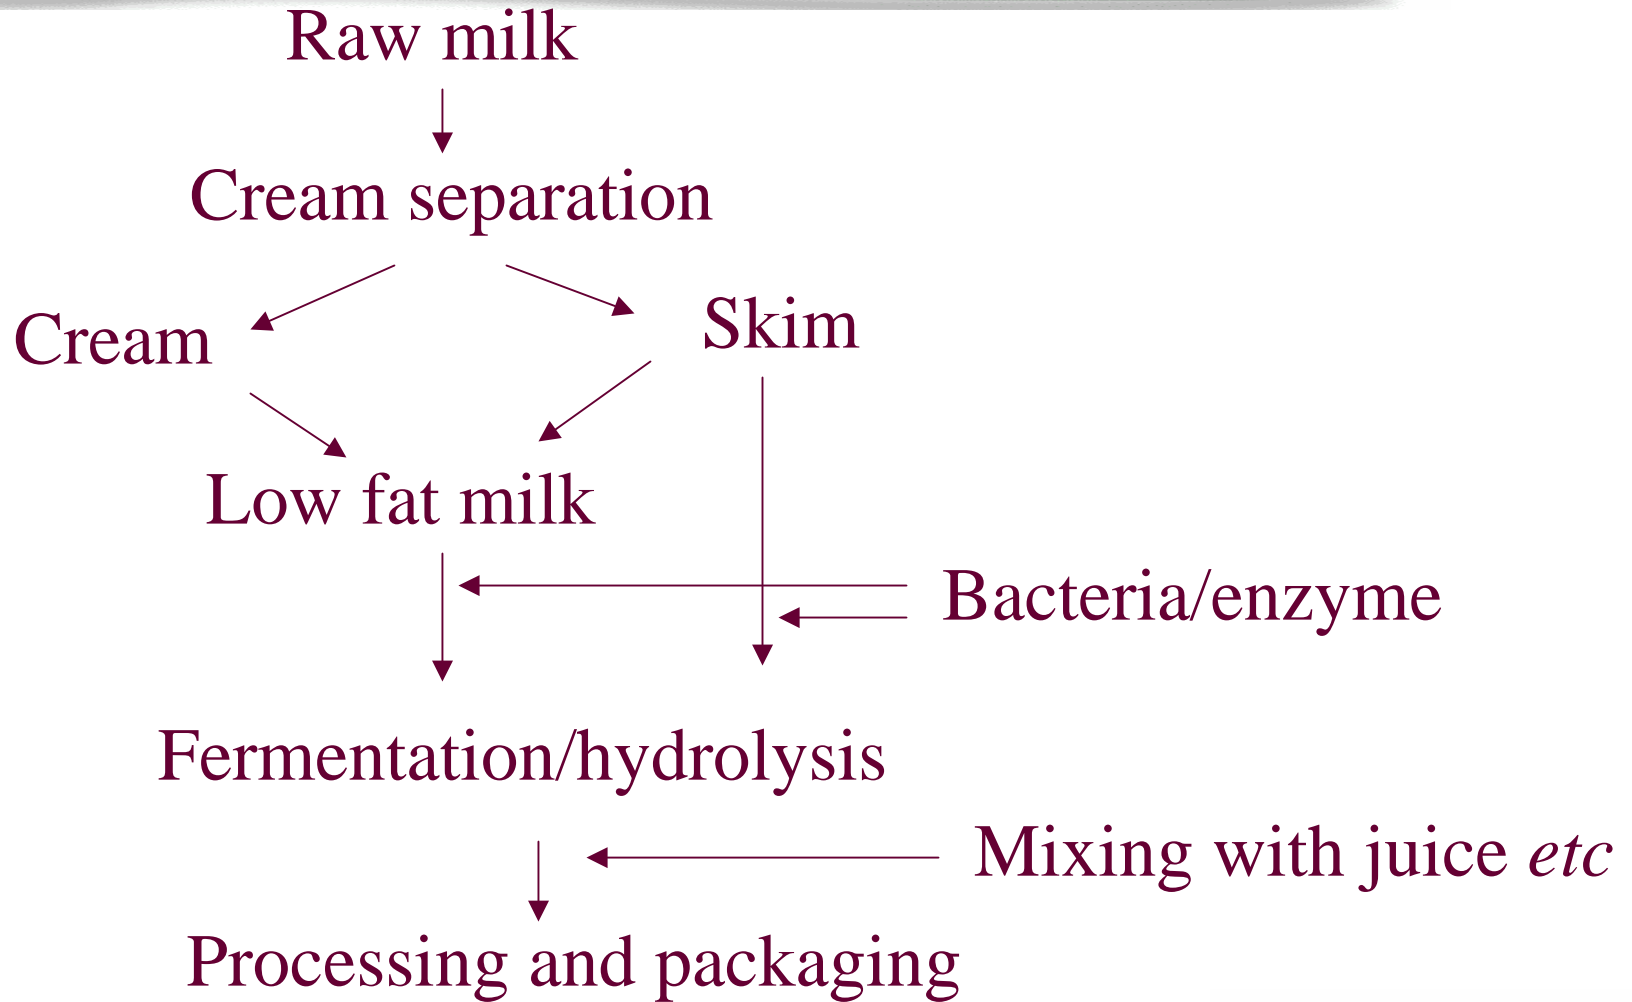 Raw milk
Cream separation
Cream
Skim
Low fat milk
Bacteria/enzyme
Fermentation/hydrolysis
Mixing with juice etc
Processing and packaging